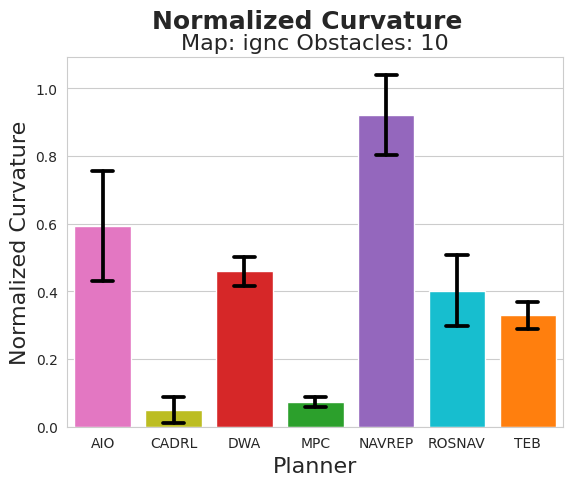 Normalized Curvature
Map: ignc Obstacles: 10
Normalized Curvature
1.0
0.8
0.6
0.4
0.2
0.0
AIO CADRL DWA MPC NAVREP ROSNAV TEB
Planner